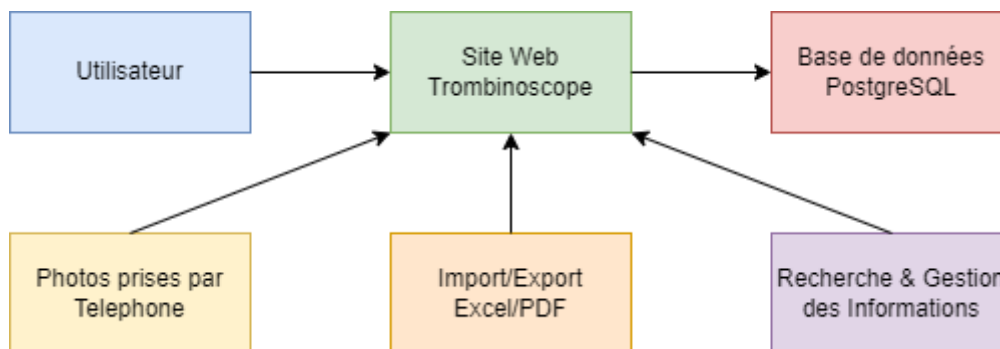 Utilisateur
Site Web
Trombinoscope
Base de données
PostgreSQL
Photos prises par
Telephone
Import/Export
Excel/PDF
Recherche & Gestion
des Informations